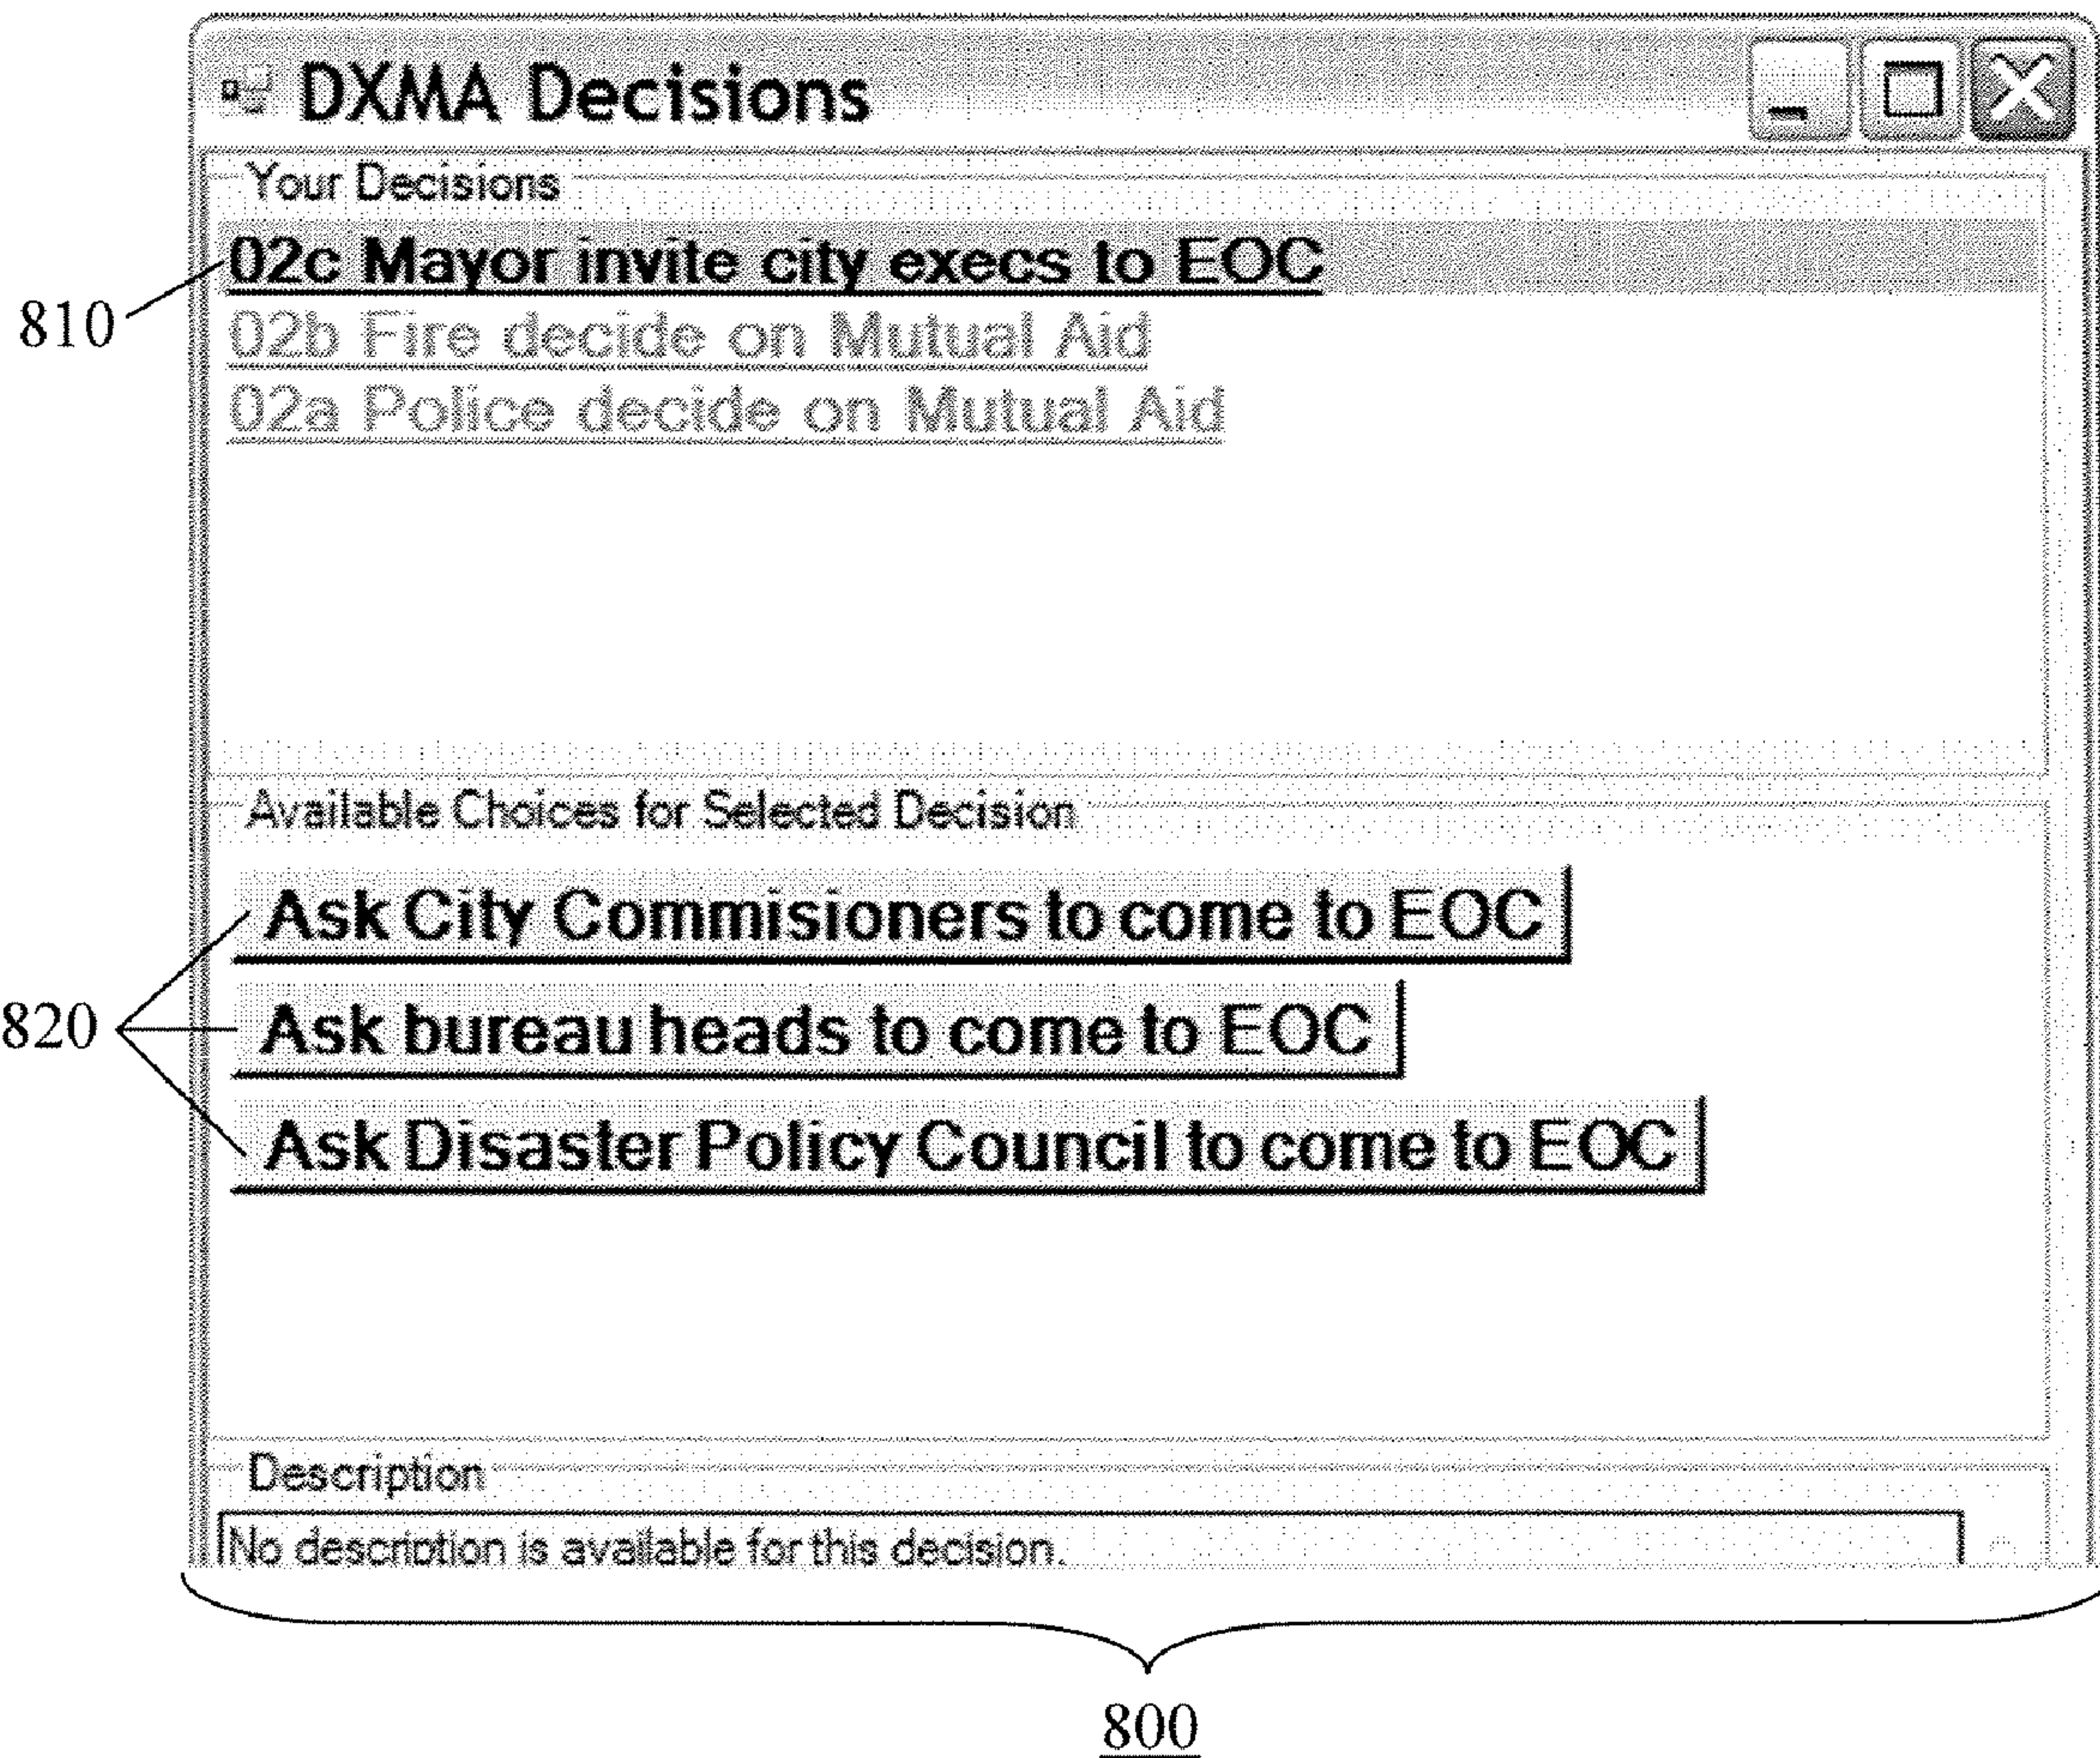 DXMA Decisions
Your Decisions
02c Mayor invite city execs to EOC
810
02b Fire decide on Mutual Aid
02a Police decide on Mutual Aid
Available Choices for Selected Decision
Ask City Commisioners to come to EOC
820
Ask bureau heads to come to EOC
Ask Disaster Policy Council to come to EOC
Description
No description is available for this decision.
800